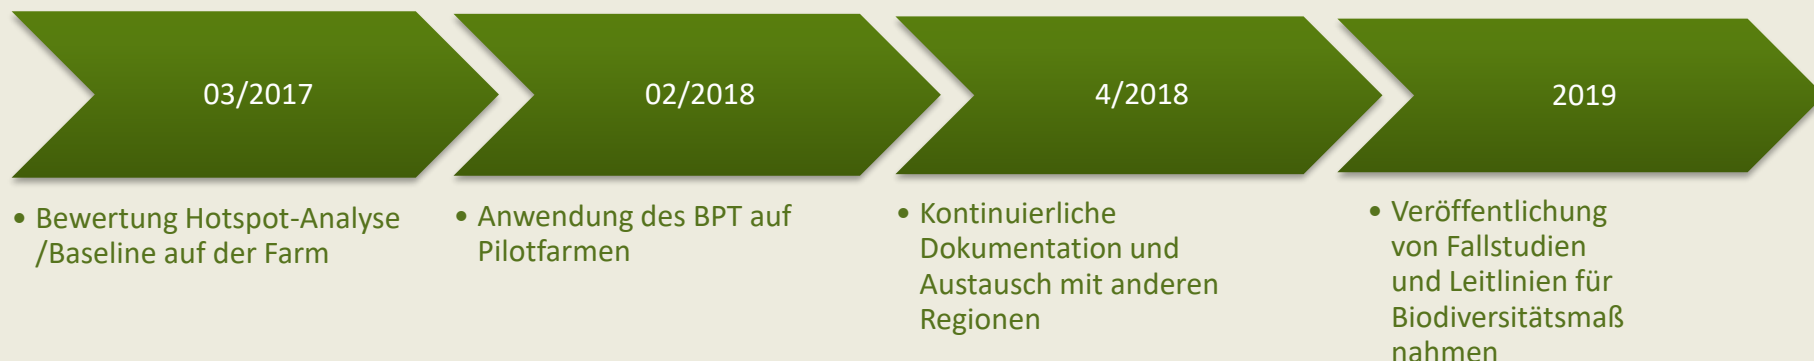 03/2017
• Bewertung Hotspot-Analyse
/Baseline auf der Farm
02/2018
• Anwendung des BPT auf
Pilotfarmen
4/2018
• Kontinuierliche
Dokumentation und
Austausch mit anderen
Regionen
2019
• Veröffentlichung
von Fallstudien
und Leitlinien für
Biodiversitätsmaß
nahmen